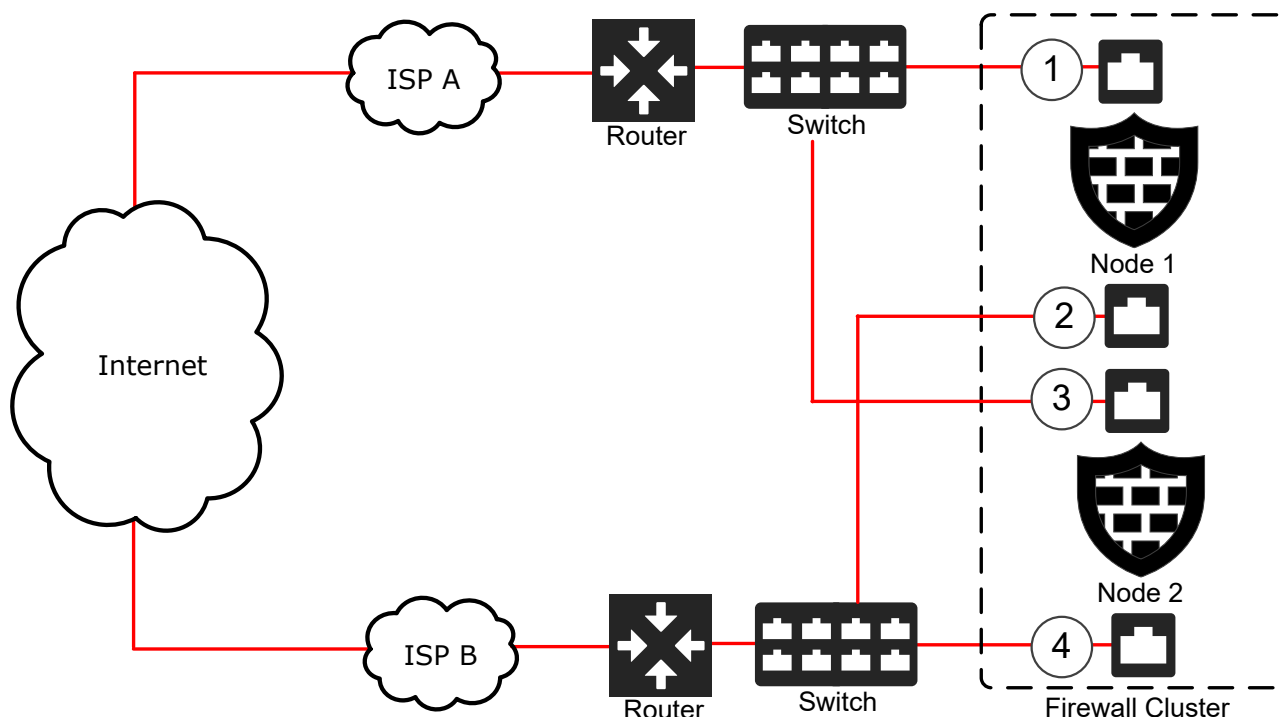 ISP A
Router
Switch
1
Node 1
2
Internet
3
Node 2
ISP B
Router
Switch
4
Firewall Cluster